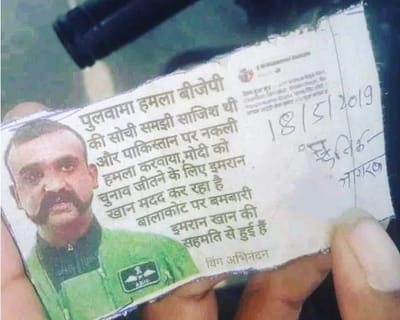 पुलवामा हमला बीजेपी
की सोची समझी साजिश थी
और पाकिस्तान पर नकली
हमला करवाया मोदी को
चुनाव जीतने के लिए इमरान
खान मदद कर रहा है
बालाकोट पर बमबारी
इमरान खान की
सहमति से हुई हैं
विंग अभिनंदन
18/5/2019
दैनिक
जागरण